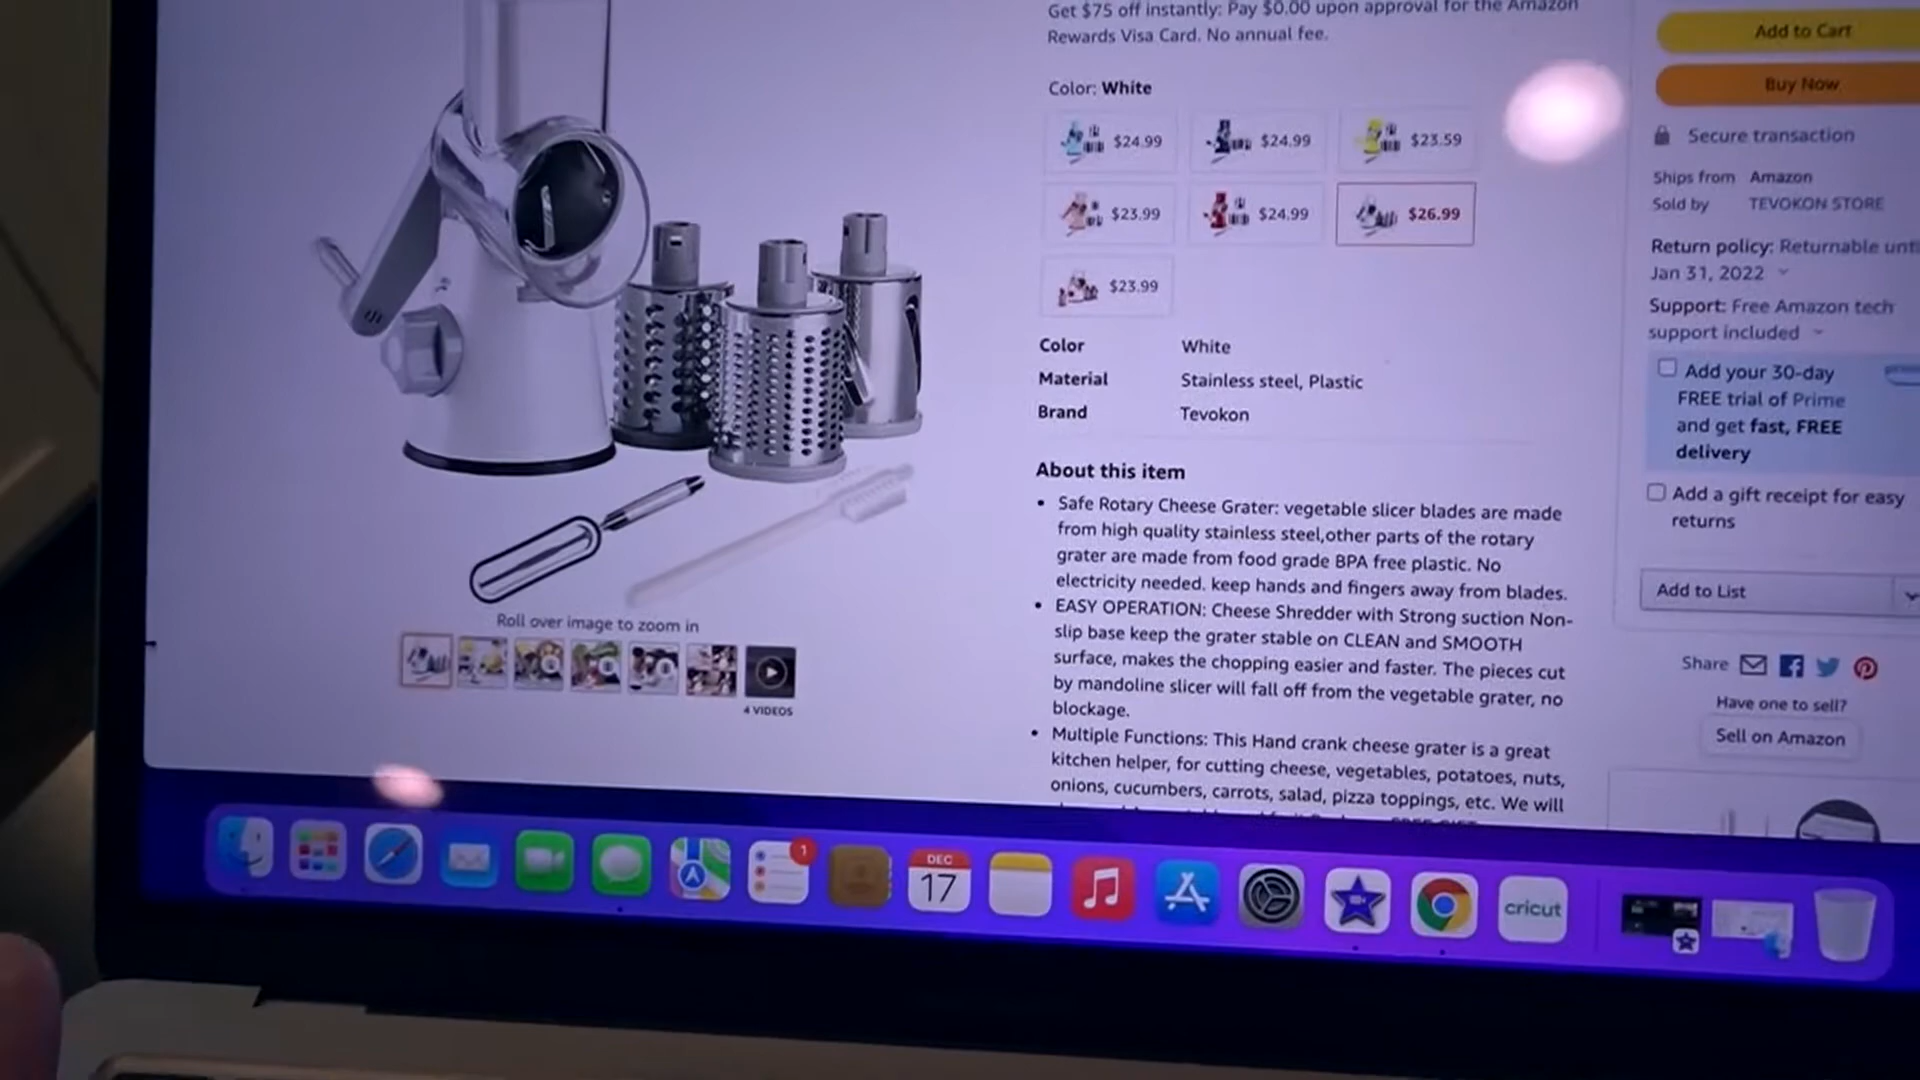 Get $75 off instantly: Pay $0.00 upon approval for the Amazon
Rewards Visa Card. No annual fee.
Color: White
$24.99
$24.99
$23.59
$23.99
$24.99
$26.99
$23.99
Color White
Material Stainless steel, Plastic
Brand Tevokon
About this item
Safe Rotary Cheese Grater: vegetable slicer blades are made
from high quality stainless steel,other parts of the rotary
grater are made from food grade BPA free plastic. No
electricity needed. keep hands and fingers away from blades.
EASY OPERATION: Cheese Shredder with Strong suction Non-
slip base keep the grater stable on CLEAN and SMOOTH
surface, makes the chopping easier and faster. The pieces cut
by mandoline slicer will fall off from the vegetable grater, no
blockage.
Multiple Functions: This Hand crank cheese grater is a great
kitchen helper, for cutting cheese, vegetables, potatoes, nuts,
onions, cucumbers, carrots, salad, pizza toppings, etc. We will
Roll over image to zoom in
4 VIDEOS
Add to Cart
Buy Now
Secure transaction
Ships from Amazon
Sold by TEVOKON STORE
Return policy: Returnable unti
Jan 31, 2022
Support: Free Amazon tech
support included
Add your 30-day
FREE trial of Prime
and get fast, FREE
delivery
Add a gift receipt for easy
returns
Add to List
Share
Have one to sell?
Sell on Amazon
1
DEC
17
cricut